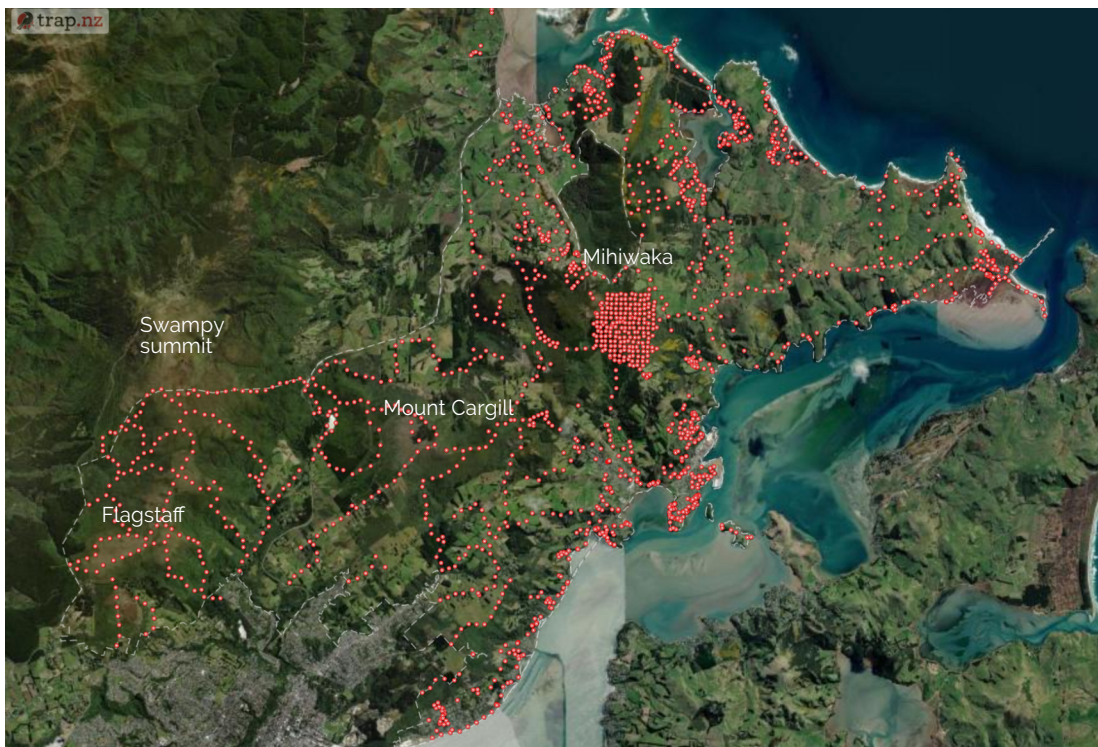 trap.nz
Mihiwaka
Swampy
summit
Mount Cargill
Flagstaff